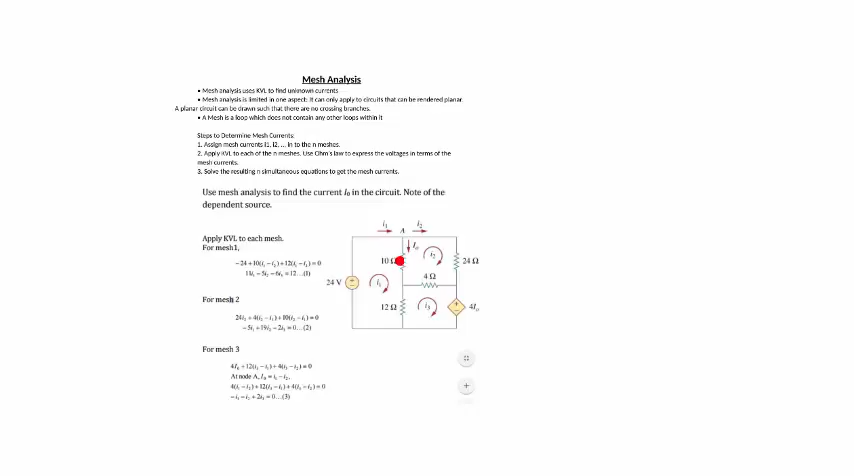 Mesh Analysis
• Mesh analysis uses KVL to find unknown currents
• Mesh analysis is limited in one aspect: It can only apply to circuits that can be rendered planar.
A planar circuit can be drawn such that there are no crossing branches.
• A Mesh is a loop which does not contain any other loops within it
Steps to Determine Mesh Currents:
1. Assign mesh currents i1, i2, ... in to the n meshes.
2. Apply KVL to each of the n meshes. Use Ohm's law to express the voltages in terms of the
mesh currents.
3. Solve the resulting n simultaneous equations to get the mesh currents.
Use mesh analysis to find the current I₀ in the circuit. Note of the
dependent source.
Apply KVL to each mesh.
For mesh1,
−24+10(i₁−i₂)+12(i₁−i₃)=0
11i₁−5i₂−6i₃=12…(1)
For mesh 2
24i₂+4(i₂−i₃)+10(i₂−i₁)=0
−5i₁+19i₂−2i₃=0…(2)
For mesh 3
4I₀+12(i₃−i₁)+4(i₃−i₂)=0
At node A, I₀=i₁−i₂,
4(i₁−i₂)+12(i₃−i₁)+4(i₃−i₂)=0
−i₁−i₂+2i₃=0…(3)
i₁ A i₂
Iₒ
10 Ω i₂ 24 Ω
4 Ω
24 V i₁
12 Ω i₃ 4Iₒ